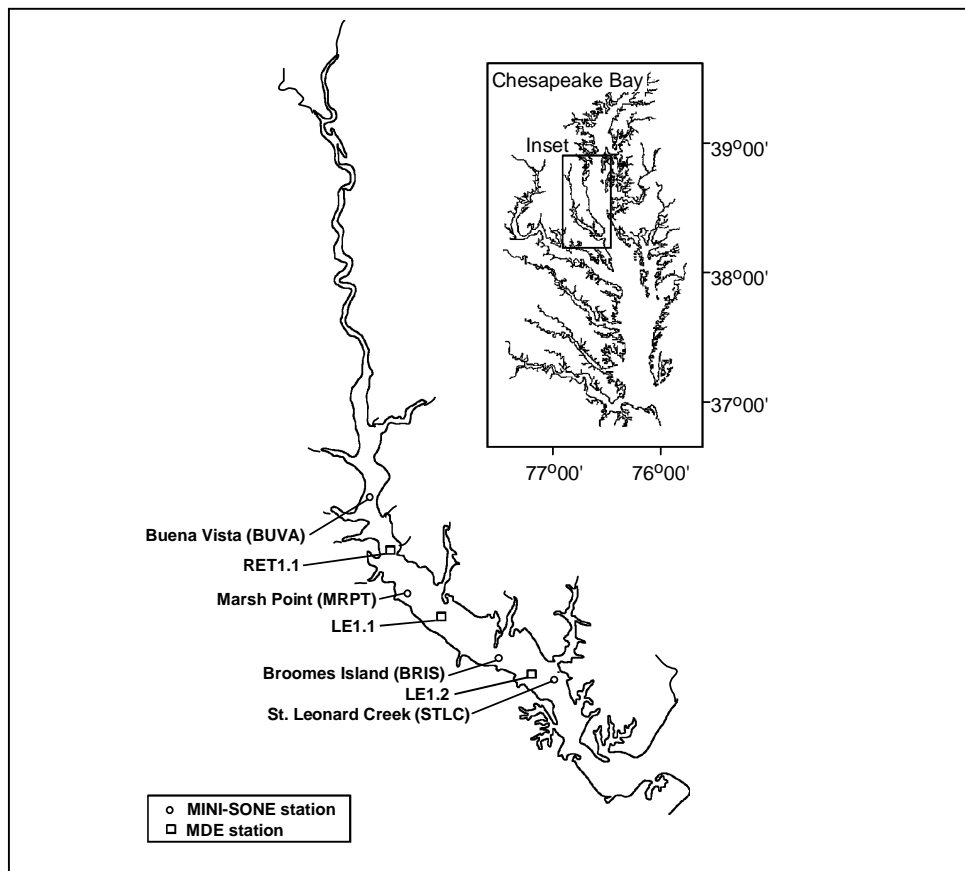 Chesapeake Bay
Inset
39°00'
38°00'
37°00'
77°00' 76°00'
Buena Vista (BUVA)
RET1.1
Marsh Point (MRPT)
LE1.1
Broomes Island (BRIS)
LE1.2
St. Leonard Creek (STLC)
MINI-SONE station
MDE station